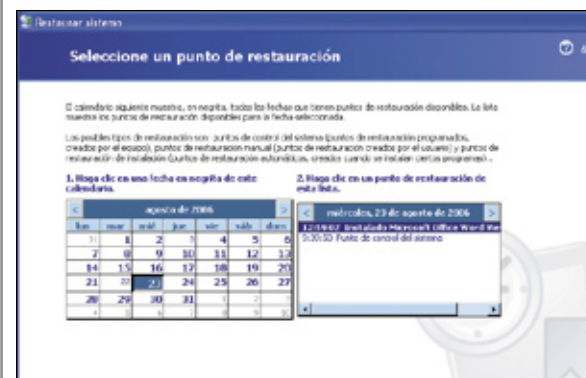 Restaurar sistema
Seleccione un punto de restauración
El calendario siguiente muestra, en negrita, todas las fechas que tienen puntos de restauración disponibles. La lista
muestra los puntos de restauración disponibles para la fecha seleccionada.
Los posibles tipos de restauración son: puntos de control del sistema (puntos de restauración programados,
creados por el equipo), puntos de restauración manual (puntos de restauración creados por el usuario) y puntos de
restauración de instalación (puntos de restauración automáticos, creados cuando se instalan ciertos programas)...
1. Haga clic en una fecha en negrita de este
calendario.
2. Haga clic en un punto de restauración de
esta lista.
< agosto de 2006 >
lun mar mié jue vie sáb dom
31 1 2 3 4 5 6
7 8 9 10 11 12 13
14 15 16 17 18 19 20
21 22 23 24 25 26 27
28 29 30 31 1 2 3
4 5 6 7 8 9 10
< miércoles, 23 de agosto de 2006 >
Instalado Microsoft Office Word
Punto de control del sistema